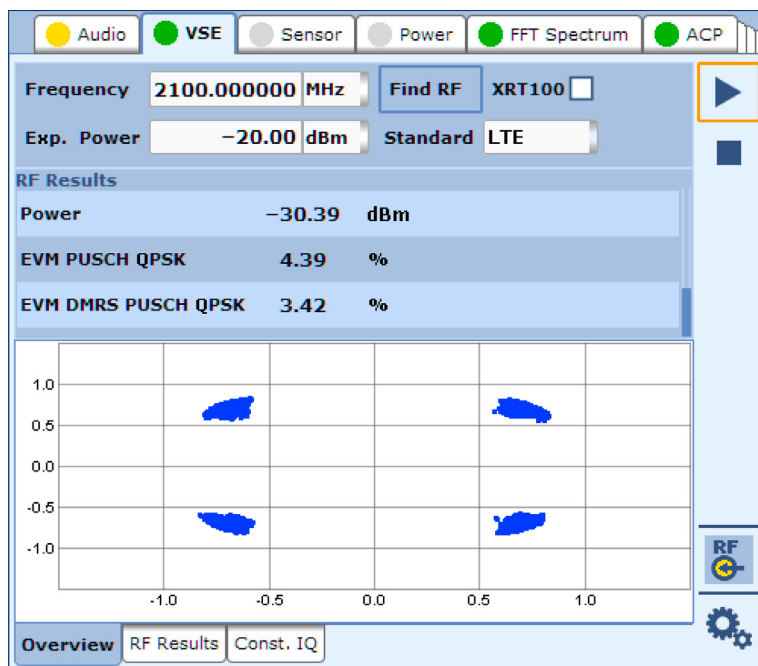 Audio VSE Sensor Power FFT Spectrum ACP
Frequency 2100.000000 MHz Find RF XRT100
Exp. Power −20.00 dBm Standard LTE
RF Results
Power −30.39 dBm
EVM PUSCH QPSK 4.39 %
EVM DMRS PUSCH QPSK 3.42 %
1.0
0.5
0.0
-0.5
-1.0
-1.0 -0.5 0.0 0.5 1.0
RF
Overview RF Results Const. IQ